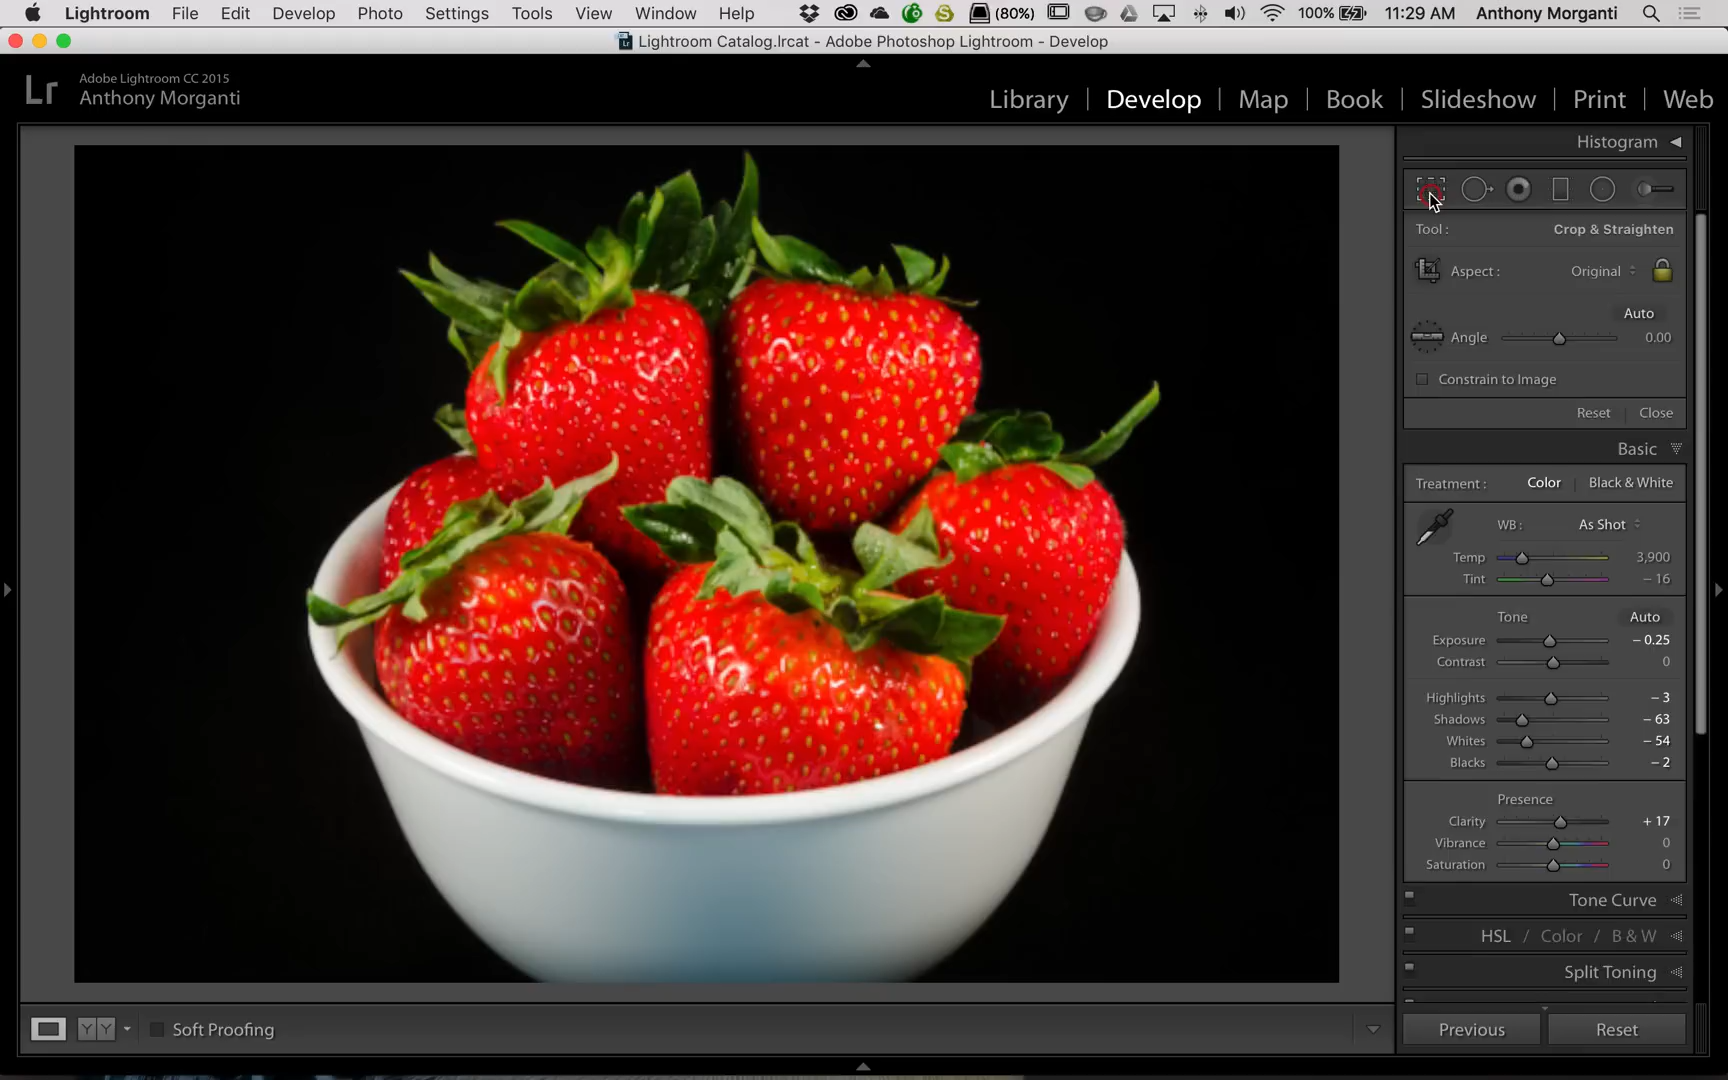 Lightroom File Edit Develop Photo Settings Tools View Window Help (80%) 100% 11:29 AM Anthony Morganti
Lightroom Catalog.lrcat - Adobe Photoshop Lightroom - Develop
Lr
Adobe Lightroom CC 2015
Anthony Morganti
Library | Develop | Map | Book | Slideshow | Print | Web
Histogram
Tool : Crop & Straighten
Aspect : Original
Auto
Angle 0.00
Constrain to Image
Reset Close
Basic
Treatment : Color Black & White
WB : As Shot
Temp 3,900
Tint - 16
Tone Auto
Exposure - 0.25
Contrast 0
Highlights - 3
Shadows - 63
Whites - 54
Blacks - 2
Presence
Clarity + 17
Vibrance 0
Saturation 0
Tone Curve
HSL / Color / B & W
Split Toning
YY Soft Proofing
Previous Reset